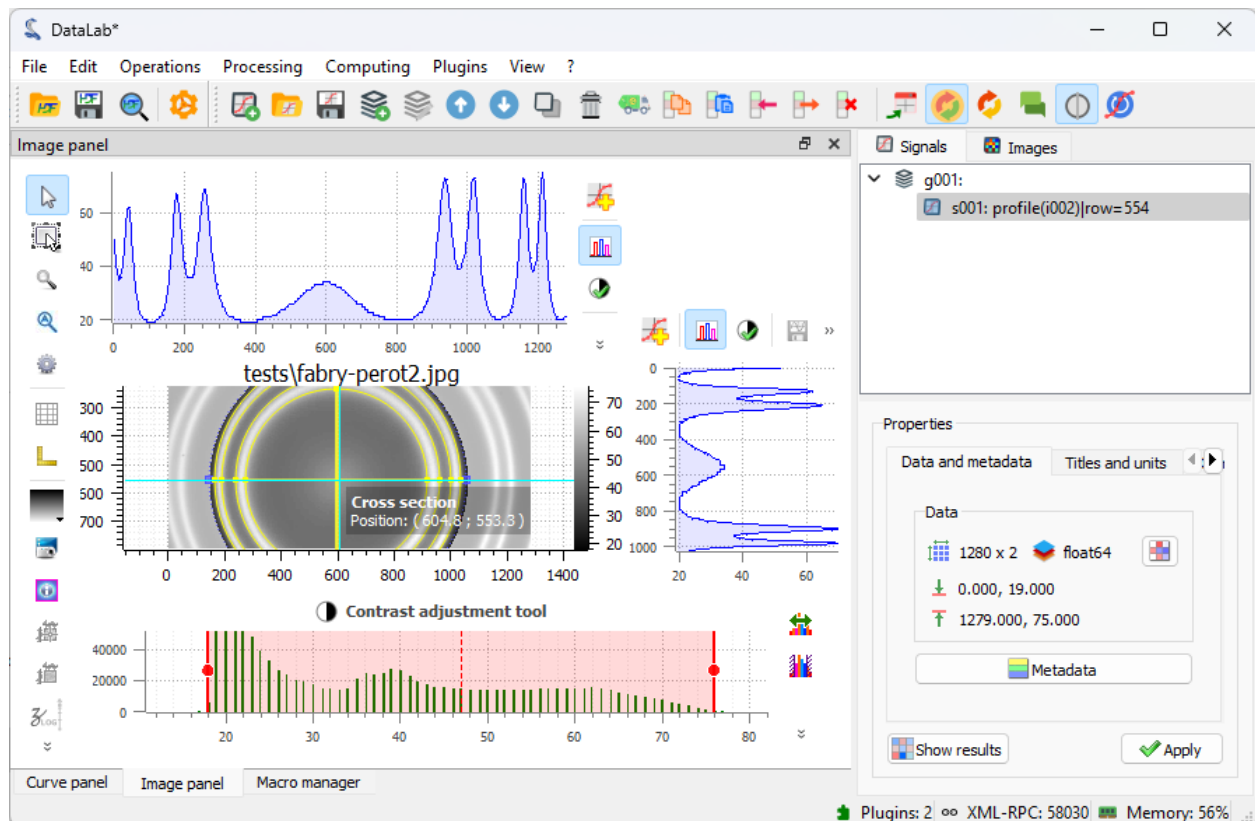 DataLab*
File Edit Operations Processing Computing Plugins View ?
Image panel
60
40
20
0 200 400 600 800 1000 1200
tests\fabry-perot2.jpg
300
400
500
600
700
70
60
50
40
30
20
0 200 400 600 800 1000 1200 1400
Cross section
Position: ( 604.8 ; 553.3 )
0
200
400
600
800
1000
20 40 60
Contrast adjustment tool
40000
20000
0
20 30 40 50 60 70 80
LOG
Curve panel Image panel Macro manager
Signals Images
g001:
s001: profile(i002)|row=554
Properties
Data and metadata Titles and units
Data
1280 x 2 float64
0.000, 19.000
1279.000, 75.000
Metadata
Show results Apply
Plugins: 2 XML-RPC: 58030 Memory: 56%